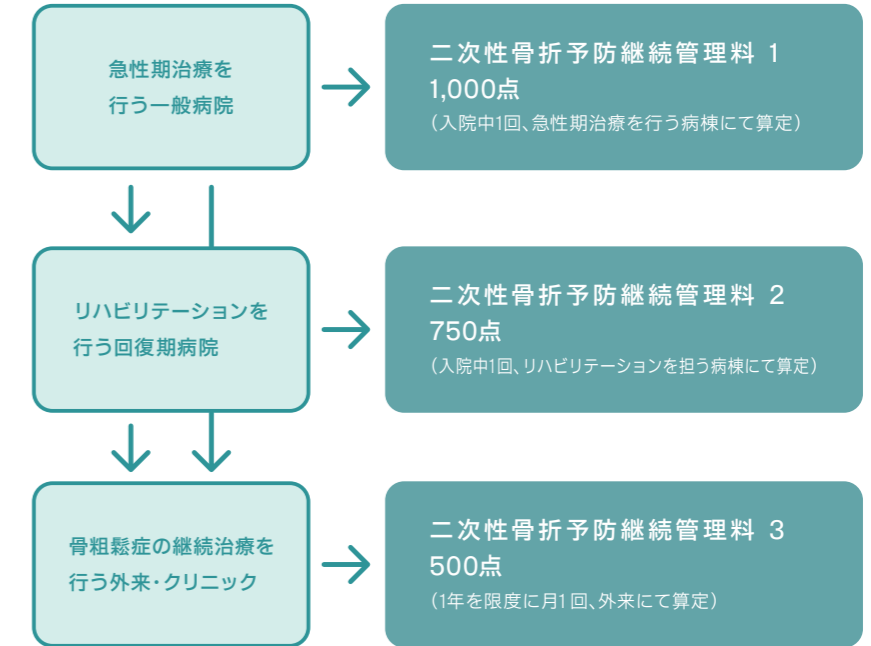 急性期治療を
行う一般病院
二次性骨折予防継続管理料 1
1,000点
（入院中1回、急性期治療を行う病棟にて算定）
リハビリテーションを
行う回復期病院
二次性骨折予防継続管理料 2
750点
（入院中1回、リハビリテーションを担う病棟にて算定）
骨粗鬆症の継続治療を
行う外来・クリニック
二次性骨折予防継続管理料 3
500点
（1年を限度に月1回、外来にて算定）